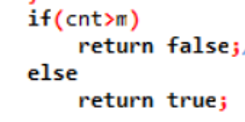 if(cnt>m)
return false;
else
return true;